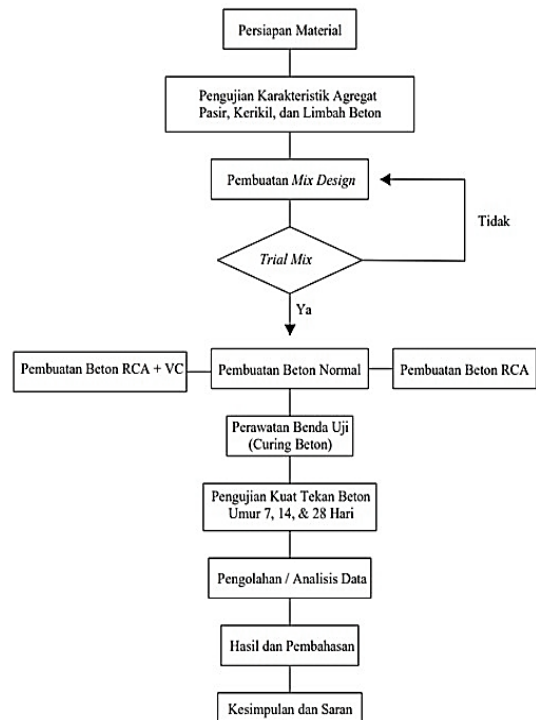 Persiapan Material
Pengujian Karakteristik Agregat
Pasir, Kerikil, dan Limbah Beton
Pembuatan Mix Design
Tidak
Trial Mix
Ya
Pembuatan Beton RCA + VC
Pembuatan Beton Normal
Pembuatan Beton RCA
Perawatan Benda Uji
(Curing Beton)
Pengujian Kuat Tekan Beton
Umur 7, 14, & 28 Hari
Pengolahan / Analisis Data
Hasil dan Pembahasan
Kesimpulan dan Saran